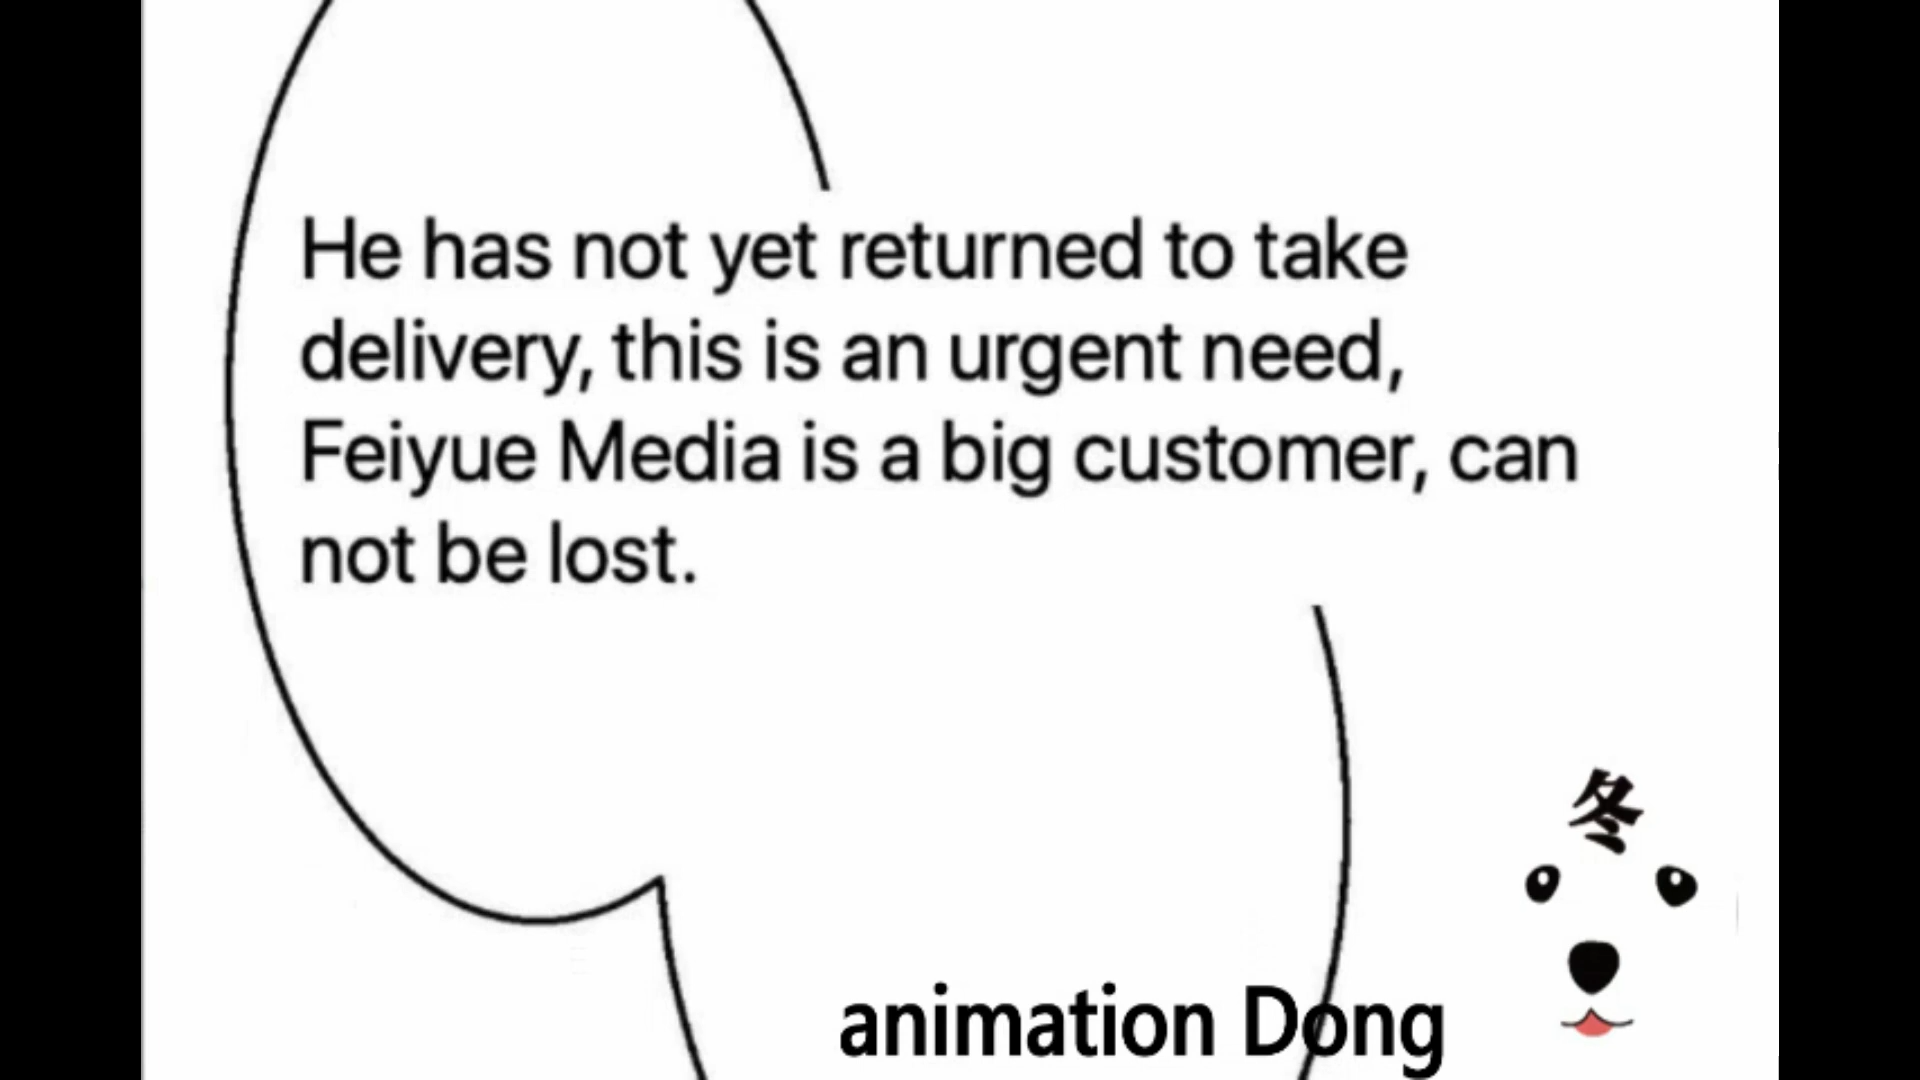 He has not yet returned to take
delivery, this is an urgent need,
Feiyue Media is a big customer, can
not be lost.
冬
animation Dong